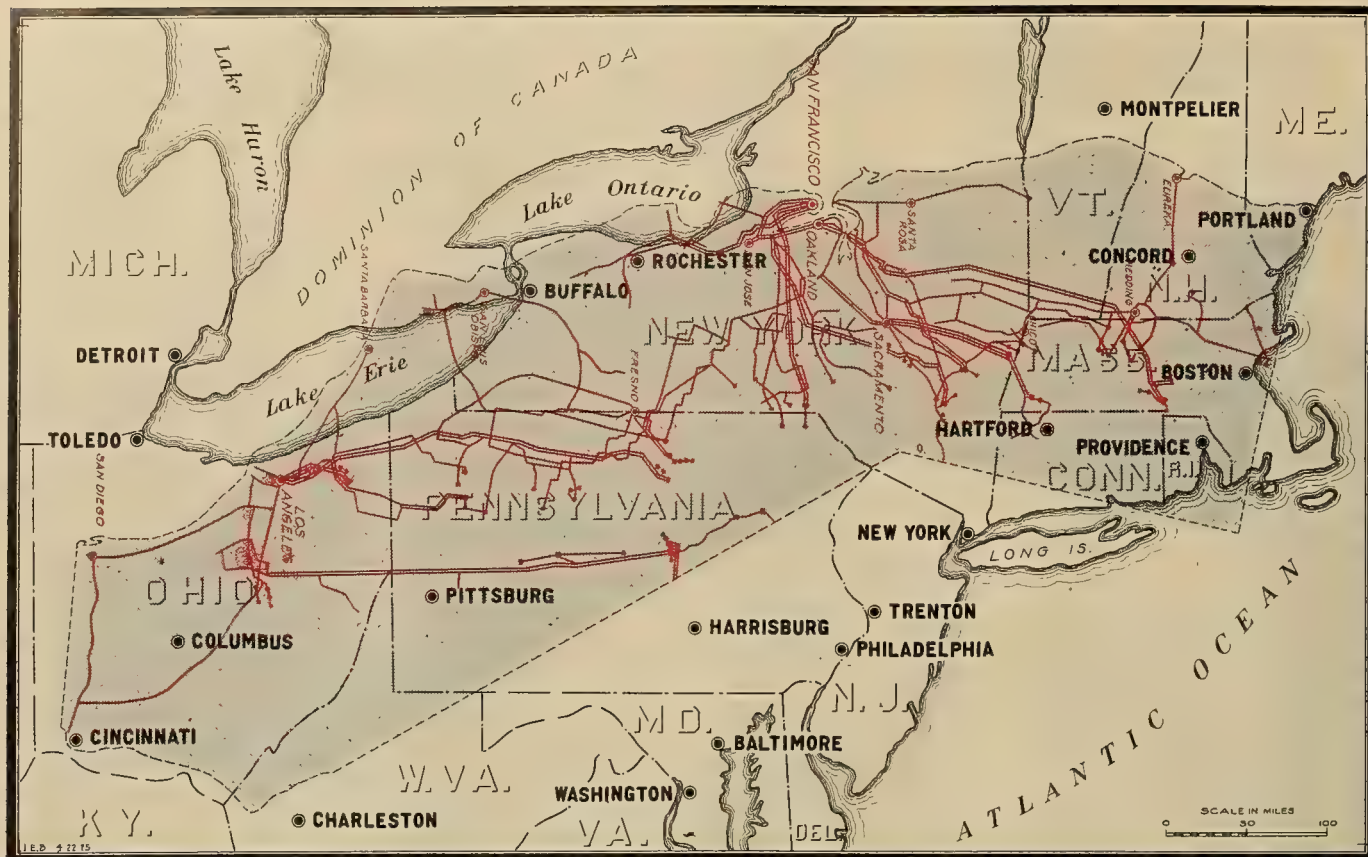 Lake Huron
DOMINION OF CANADA
MICH.
Lake Ontario
SAN FRANCISCO
MONTPELIER
ME.
VT.
EUREKA
PORTLAND
SANTA BARBARA
SANTA ROSA
ROCHESTER
SAN JOSE
OAKLAND
CONCORD
N.H.
REDDING
BUFFALO
NEW YORK
DETROIT
Lake Erie
FRESNO
SACRAMENTO
MASS.
BOSTON
TOLEDO
HARTFORD
PROVIDENCE
SAN DIEGO
LOS ANGELES
PENNSYLVANIA
CONN.
R.I.
NEW YORK
LONG IS.
OHIO
PITTSBURG
COLUMBUS
HARRISBURG
TRENTON
PHILADELPHIA
ATLANTIC OCEAN
N.J.
MD.
CINCINNATI
BALTIMORE
W.VA.
WASHINGTON
KY.
CHARLESTON
VA.
DEL.
SCALE IN MILES
0 50 100